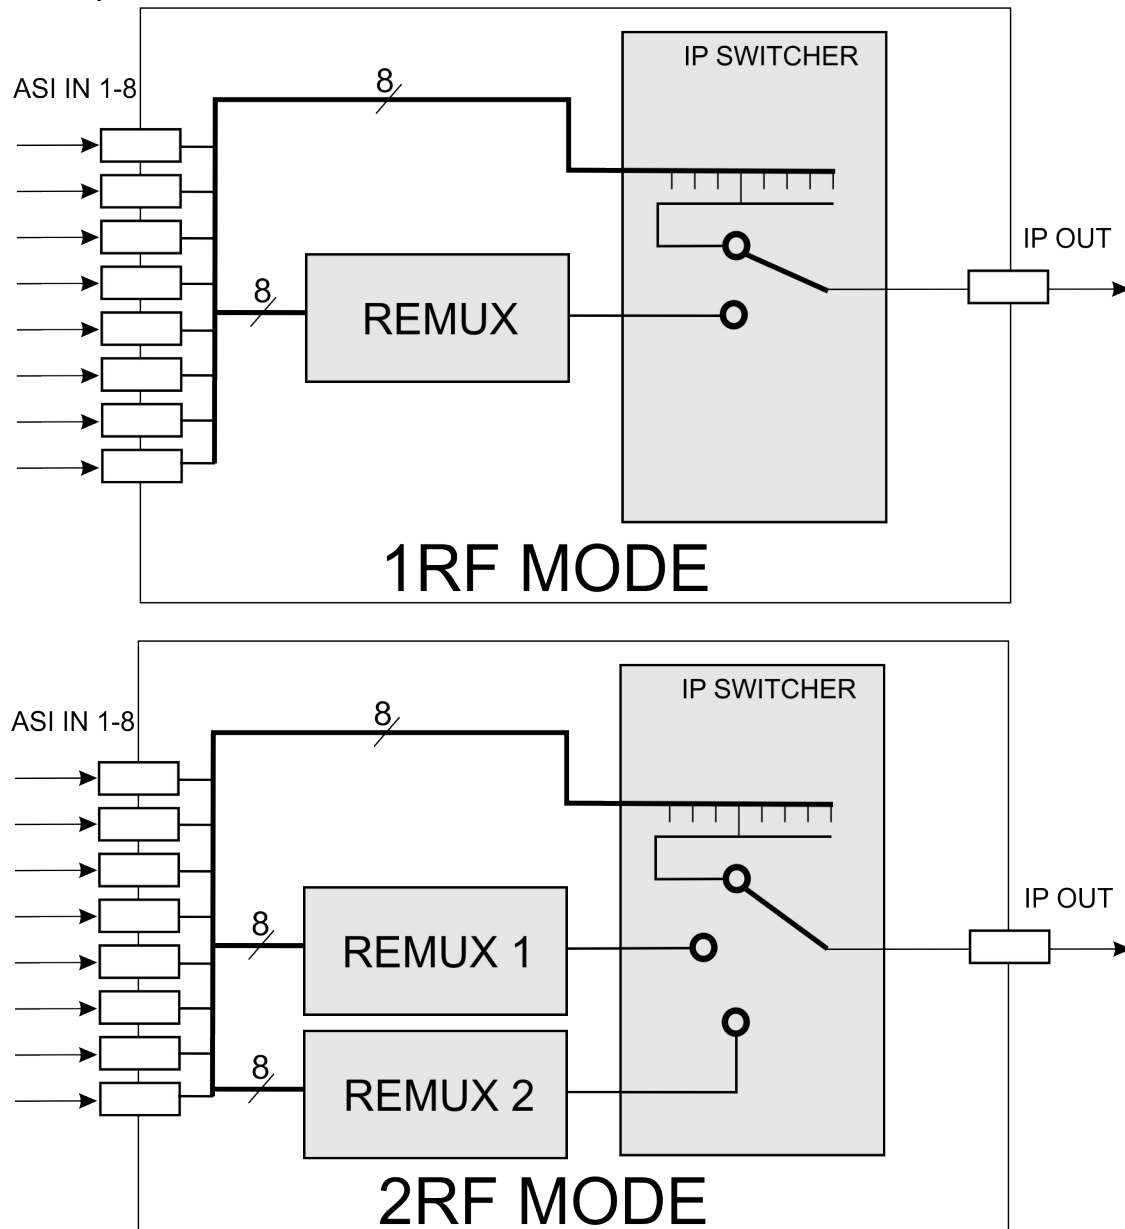 IP SWITCHER
ASI IN 1-8
8
IP OUT
8
REMUX
1RF MODE
IP SWITCHER
ASI IN 1-8
8
IP OUT
8
REMUX 1
8
REMUX 2
2RF MODE